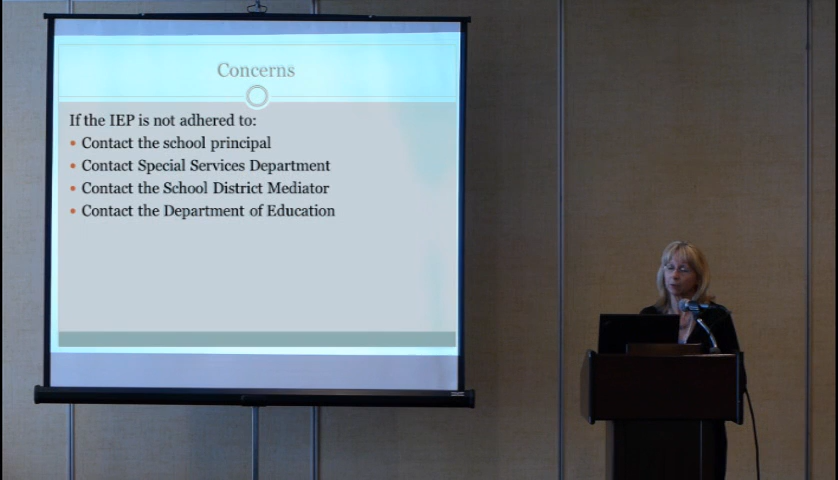 Concerns
If the IEP is not adhered to:
• Contact the school principal
• Contact Special Services Department
• Contact the School District Mediator
• Contact the Department of Education